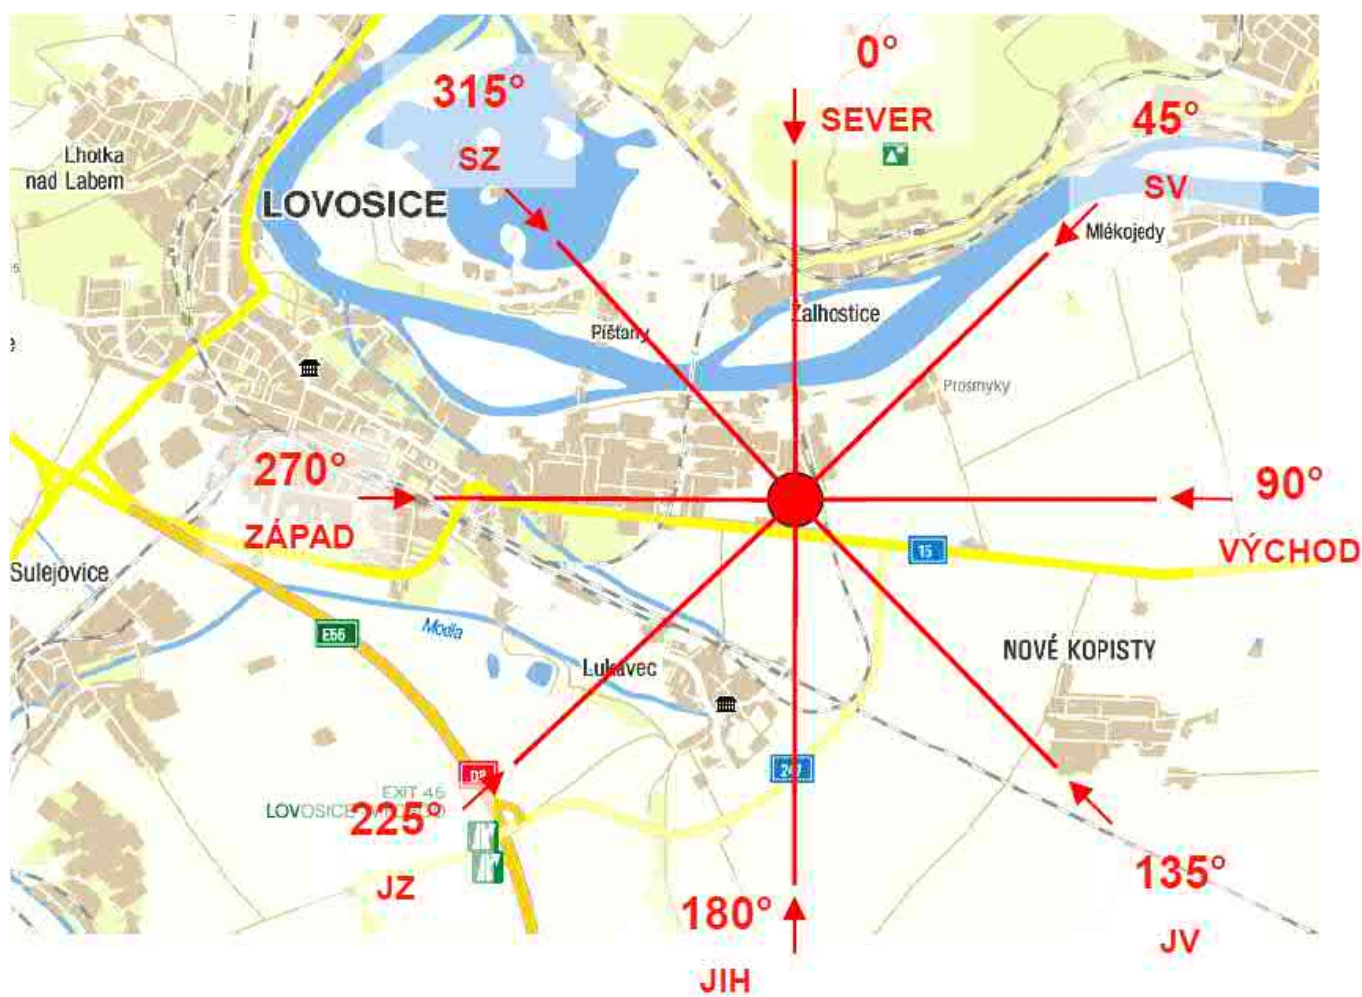 0°
315°
SEVER
45°
SZ
Lhotka
nad Labem
SV
LOVOSICE
Mlékojedy
Žalhostice
Píšťany
Prosmyky
270°
90°
ZÁPAD
VÝCHOD
15
Sulejovice
E55
Modla
NOVÉ KOPISTY
Lukavec
247
D8
EXIT 45
225°
135°
JZ
180°
JV
JIH